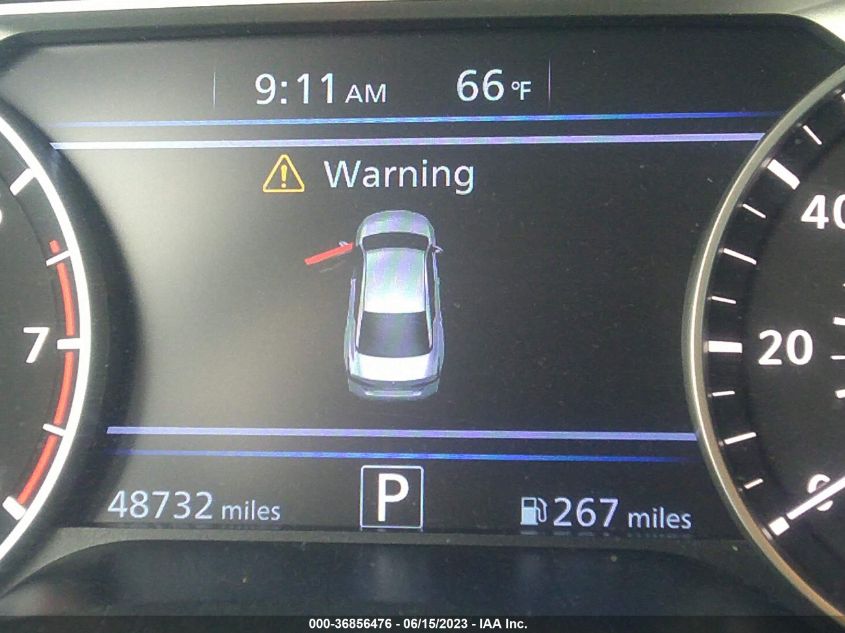 9:11 AM 66 °F
Warning
40
7
20
0
48732 miles P 267 miles
000-36856476 - 06/15/2023 - IAA Inc.